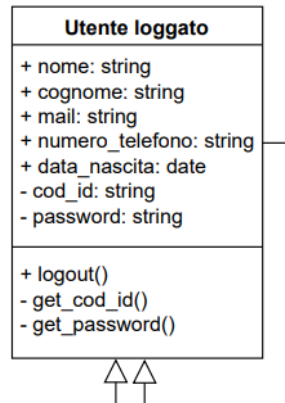 Utente loggato
+ nome: string
+ cognome: string
+ mail: string
+ numero_telefono: string
+ data_nascita: date
- cod_id: string
- password: string
+ logout()
- get_cod_id()
- get_password()